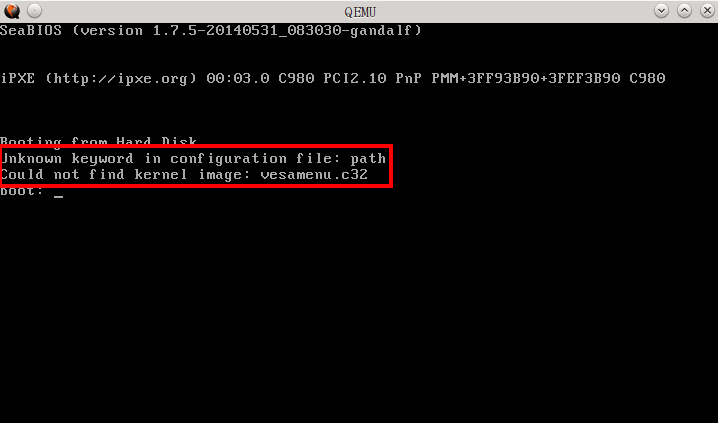 QEMU
SeaBIOS (version 1.7.5-20140531_083030-gandalf)
iPXE (http://ipxe.org) 00:03.0 C980 PCI2.10 PnP PMM+3FF93B90+3FEF3B90 C980
Booting from Hard Disk
Unknown keyword in configuration file: path
Could not find kernel image: vesamenu.c32
boot: _